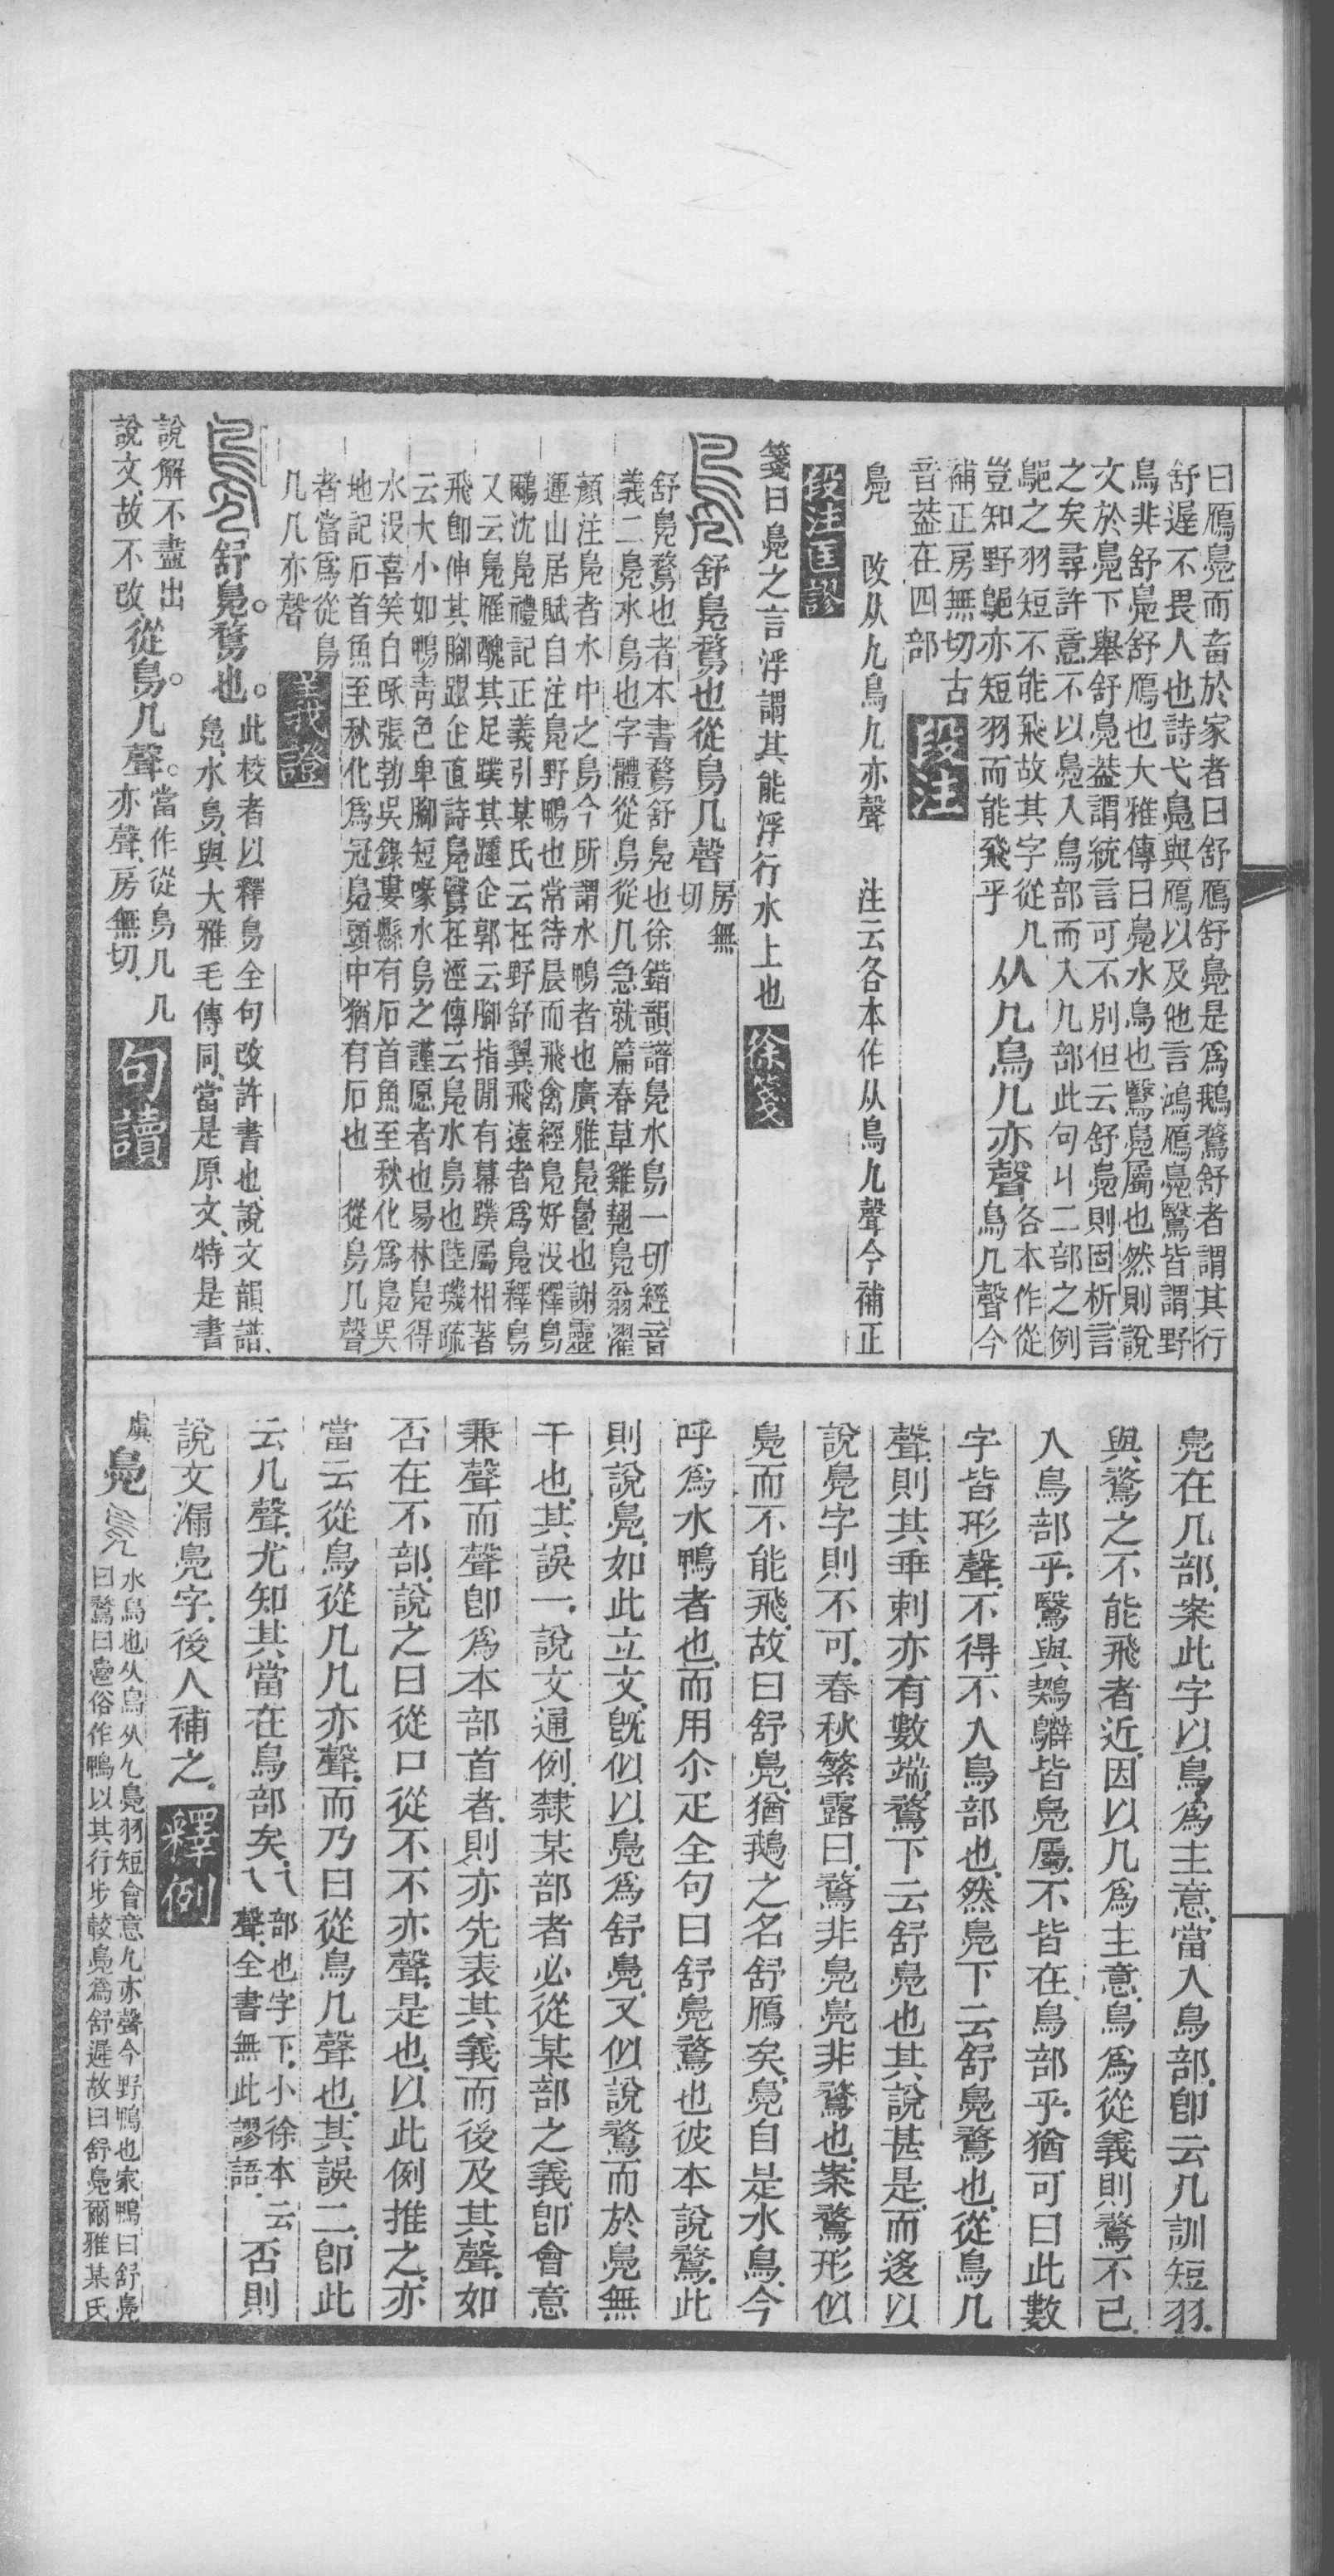 曰鴈鳧而畜於家者曰舒鴈舒鳧是爲鵝鶩舒者謂其行
舒遲不畏人也詩弋鳧與鴈以及他言鴻鴈鳧鷖皆謂野
鳥非舒鳧舒鴈也大雅傳曰鳧水鳥也鷖鳧屬也然則說
文於鳧下舉舒鳧葢謂統言可不別但云舒鳧則固析言
之矣尋許意不以鳧入鳥部而入几部此句丩二部之例
鳧之羽短不能飛故其字從几
豈知野鳧亦短羽而能飛乎
从几鳥几亦聲
各本作從
鳥几聲今
補正房無切古
音葢在四部
段注
鳧
改从几鳥几亦聲
注云各本作从鳥几聲今補正
段注匡謬
箋曰鳧之言浮謂其能浮行水上也
徐箋
舒鳧鶩也從鳥几聲
房無
切
舒鳧鶩也者本書鶩舒鳧也徐鍇韻譜鳧水鳥一切經音
義二鳧水鳥也字體從鳥從几急就篇春草雞翹鳧翁濯
顏注鳧者水中之鳥今所謂水鴨者也廣雅鳧鶩也謝靈
運山居賦自注鳧野鴨也常待晨而飛禽經鳧好沒釋鳥
鸍沈鳧禮記正義引某氏云在野舒翼飛遠者爲鳧釋鳥
又云鳧雁醜其足蹼其踵企郭云腳指閒有幕蹼屬相著
飛卽伸其腳跟企直詩鳧鷖在涇傳云鳧水鳥也陸璣疏
云大小如鴨青色卑腳短喙水鳥之謹愿者也易林鳧得
水沒喜笑自啄張勃吳錄婁縣有石首魚至秋化爲鳧吳
地記石首魚至秋化爲冠鳧頭中猶有石也
從鳥几聲
者當爲從鳥
几几亦聲
義證
舒鳧。鶩也。
此校者以釋鳥全句改許書也、說文韻譜、
鳧、水鳥、與大雅毛傳同、當是原文、特是書
說解不盡出
說文、故不改
從鳥。几聲。
當作從鳥几几
亦聲、房無切、
句讀
鳧在几部、案此字以鳥爲主意、當入鳥部、卽云几訓短羽、
與鶩之不能飛者近、因以几爲主意、鳥爲從義則鶩不已
入鳥部乎、鷖與鷄鸊皆鳧屬、不皆在鳥部乎、猶可曰此數
字皆形聲、不得不入鳥部也、然鳧下云舒鳧鶩也、從鳥几
聲、則其乖剌亦有數端、鶩下云舒鳧也其說甚是、而遂以
說鳧字則不可、春秋繁露曰、鶩非鳧鳧非鶩也、案鶩形似
鳧而不能飛、故曰舒鳧、猶鵝之名舒鴈矣、鳧自是水鳥、今
呼爲水鴨者也、而用尒疋全句曰舒鳧鶩也彼本說鶩、此
則說鳧、如此立文、旣似以鳧爲舒鳧、又似說鶩而於鳧無
干也、其誤一、說文通例、隸某部者必從某部之義、卽會意
兼聲而聲卽爲本部首者、則亦先表其義而後及其聲、如
否在不部、說之曰從口從不不亦聲、是也、以此例推之、亦
當云從鳥從几几亦聲、而乃曰從鳥几聲也、其誤二、卽此
云几聲、尤知其當在鳥部矣、
乁部也字下、小徐本云
乁聲、全書無此謬語、
否則
說文漏鳧字、後人補之、
釋例
虞
鳧
水鳥也从鳥从几鳧羽短會意几亦聲今野鴨也家鴨曰舒鳧
曰鶩曰鳧俗作鴨以其行步較鳧爲舒遲故曰舒鳧爾雅某氏